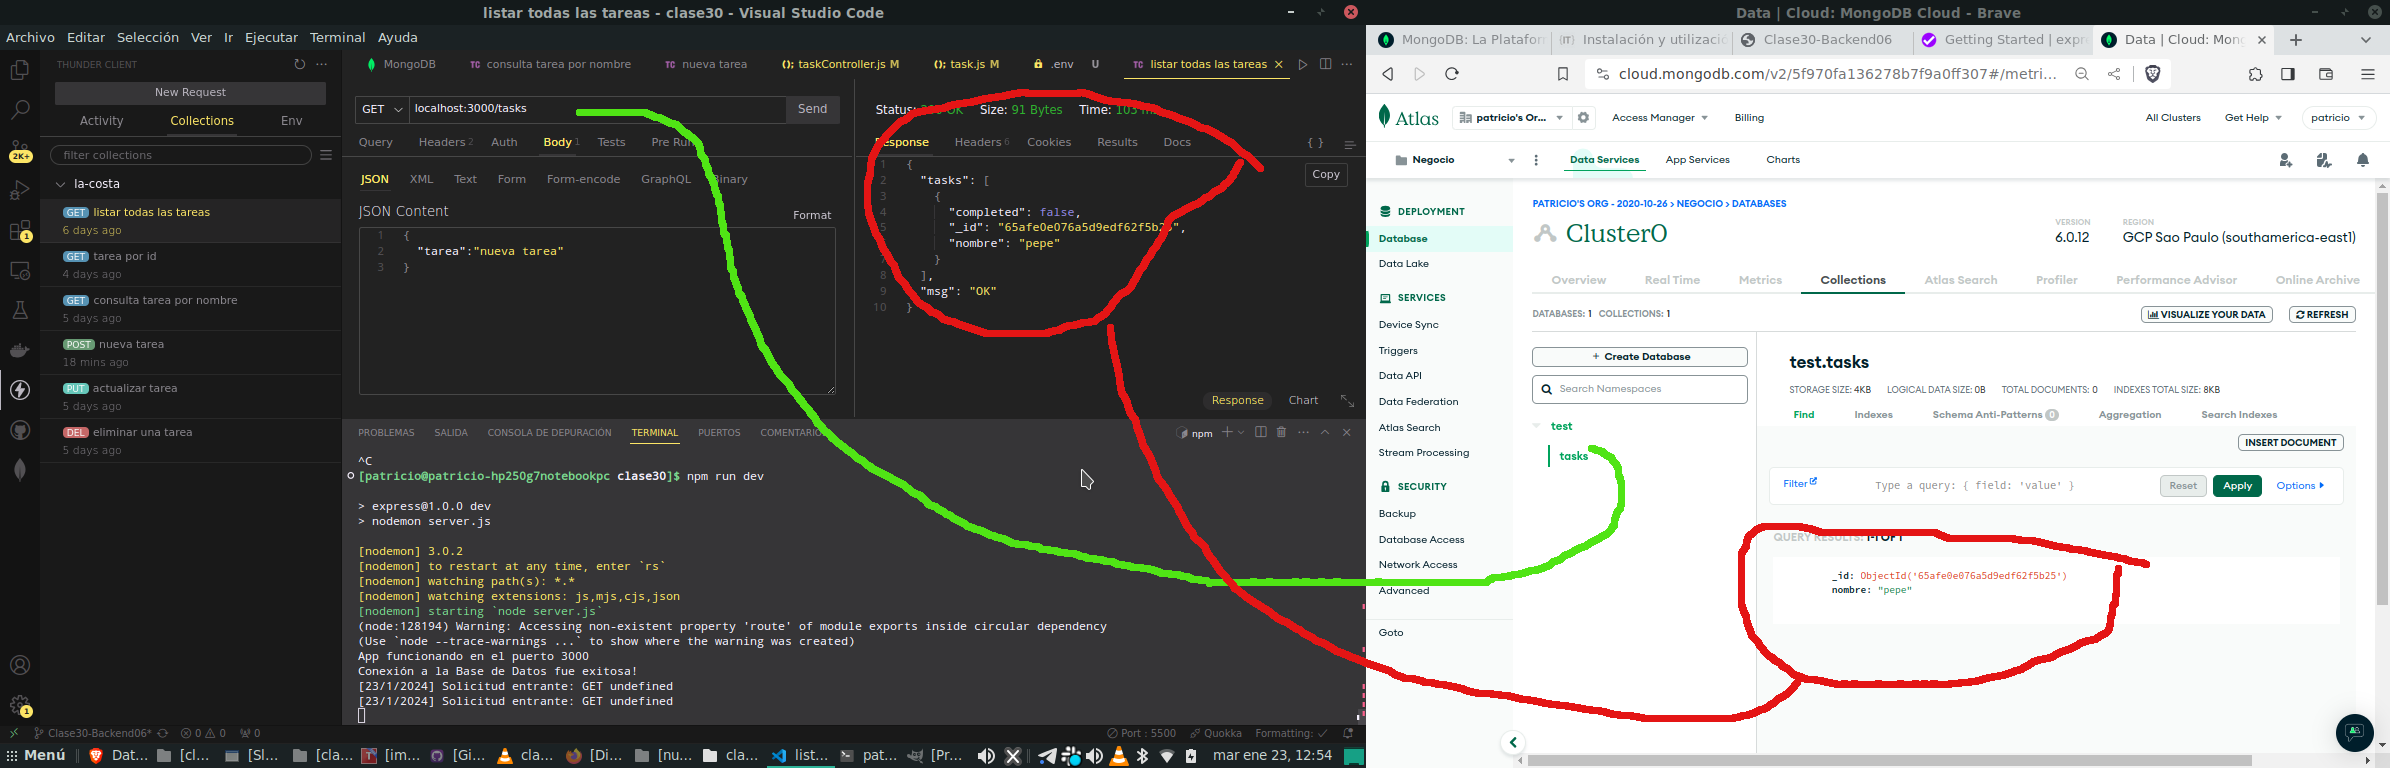 listar todas las tareas - clase30 - Visual Studio Code
Archivo Editar Selección Ver Ir Ejecutar Terminal Ayuda
THUNDER CLIENT
New Request
Activity Collections Env
filter collections
la-costa
GET listar todas las tareas
6 days ago
GET tarea por id
4 days ago
GET consulta tarea por nombre
5 days ago
POST nueva tarea
18 mins ago
PUT actualizar tarea
5 days ago
DEL eliminar una tarea
5 days ago
2K+
1
1
MongoDB TC consulta tarea por nombre TC nueva tarea taskController.js M task.js M .env U TC listar todas las tareas
GET localhost:3000/tasks Send
Query Headers 2 Auth Body 1 Tests Pre Run
JSON XML Text Form Form-encode GraphQL Binary
JSON Content
Format
1 {
2 "tarea":"nueva tarea"
3 }
Status: OK Size: 91 Bytes Time: 103
Response Headers 6 Cookies Results Docs { }
Copy
1 {
2 "tasks": [
3 {
4 "completed": false,
5 "_id": "65afe0e076a5d9edf62f5b25",
6 "nombre": "pepe"
7 }
8 ],
9 "msg": "OK"
10 }
Response Chart
PROBLEMAS SALIDA CONSOLA DE DEPURACIÓN TERMINAL PUERTOS COMENTARIOS
npm
^C
[patricio@patricio-hp250g7notebookpc clase30]$ npm run dev
> express@1.0.0 dev
> nodemon server.js
[nodemon] 3.0.2
[nodemon] to restart at any time, enter `rs`
[nodemon] watching path(s): *.*
[nodemon] watching extensions: js,mjs,cjs,json
[nodemon] starting `node server.js`
(node:128194) Warning: Accessing non-existent property 'route' of module exports inside circular dependency
(Use `node --trace-warnings ...` to show where the warning was created)
App funcionando en el puerto 3000
Conexión a la Base de Datos fue exitosa!
[23/1/2024] Solicitud entrante: GET undefined
[23/1/2024] Solicitud entrante: GET undefined
Clase30-Backend06* 0 0 0 Port : 5500 Quokka Formatting:
Menú Dat... [cl... [Sl... [cla... [im... [Gi... cla... [Di... [nu... cla... list... pat... [Pr... mar ene 23, 12:54
Data | Cloud: MongoDB Cloud - Brave
MongoDB: La Platafor Instalación y utilizaci Clase30-Backend06 Getting Started | expr Data | Cloud: Mong
cloud.mongodb.com/v2/5f970fa136278b7f9a0ff307#/metri...
Atlas patricio's Or... Access Manager Billing All Clusters Get Help patricio
Negocio Data Services App Services Charts
DEPLOYMENT
Database
Data Lake
SERVICES
Device Sync
Triggers
Data API
Data Federation
Atlas Search
Stream Processing
SECURITY
Backup
Database Access
Network Access
Advanced
Goto
PATRICIO'S ORG - 2020-10-26 > NEGOCIO > DATABASES
Cluster0
VERSION
6.0.12
REGION
GCP Sao Paulo (southamerica-east1)
Overview Real Time Metrics Collections Atlas Search Profiler Performance Advisor Online Archive
DATABASES: 1 COLLECTIONS: 1
VISUALIZE YOUR DATA REFRESH
+ Create Database
Search Namespaces
test
tasks
test.tasks
STORAGE SIZE: 4KB LOGICAL DATA SIZE: 0B TOTAL DOCUMENTS: 0 INDEXES TOTAL SIZE: 8KB
Find Indexes Schema Anti-Patterns 0 Aggregation Search Indexes
INSERT DOCUMENT
Filter Type a query: { field: 'value' } Reset Apply Options
QUERY RESULTS: 1-1 OF 1
_id: ObjectId('65afe0e076a5d9edf62f5b25')
nombre: "pepe"